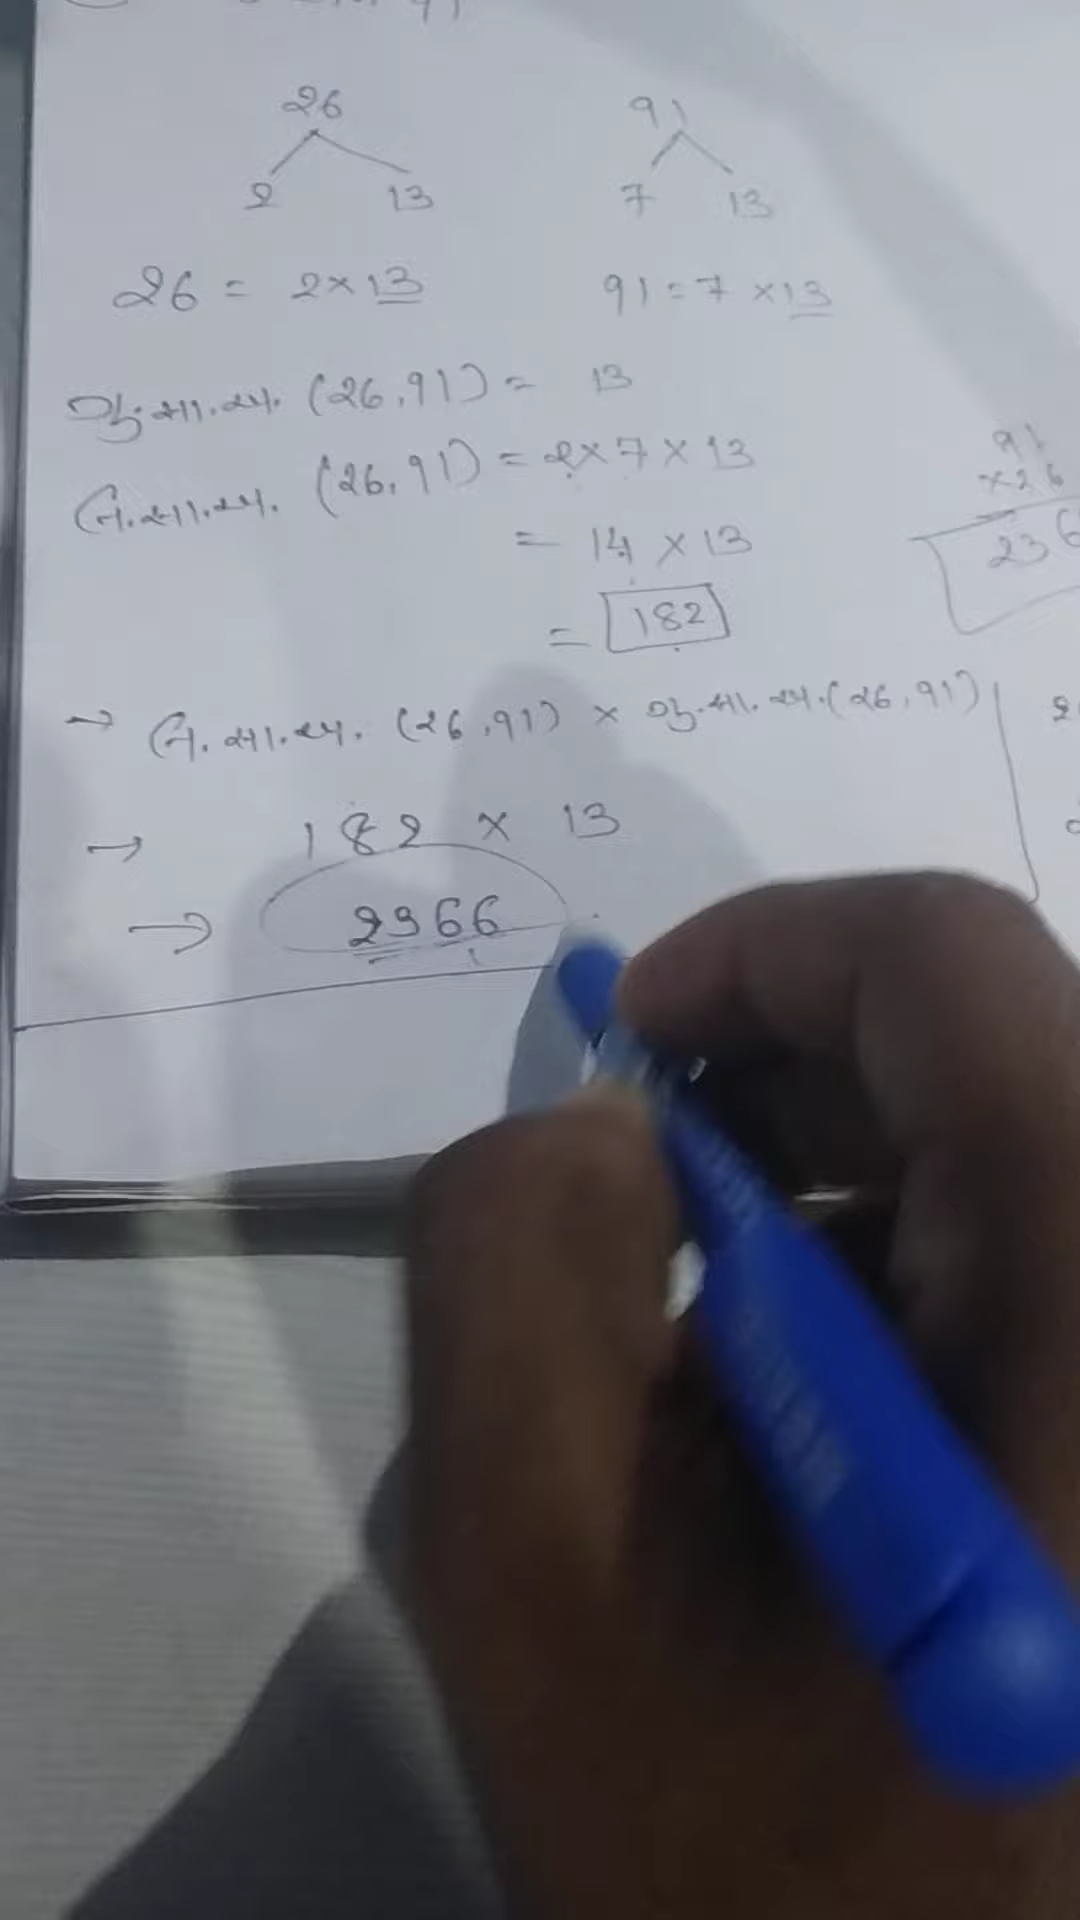 26
2 13
26 = 2×13
91
7 13
91=7×13
ગુ.સા.અ. (26,91) = 13
લ.સા.અ. (26,91) = 2×7×13
= 14 × 13
= 182
91
×26
236
→ લ.સા.અ. (26,91) × ગુ.સા.અ.(26,91)
→ 182 × 13
→ 2366